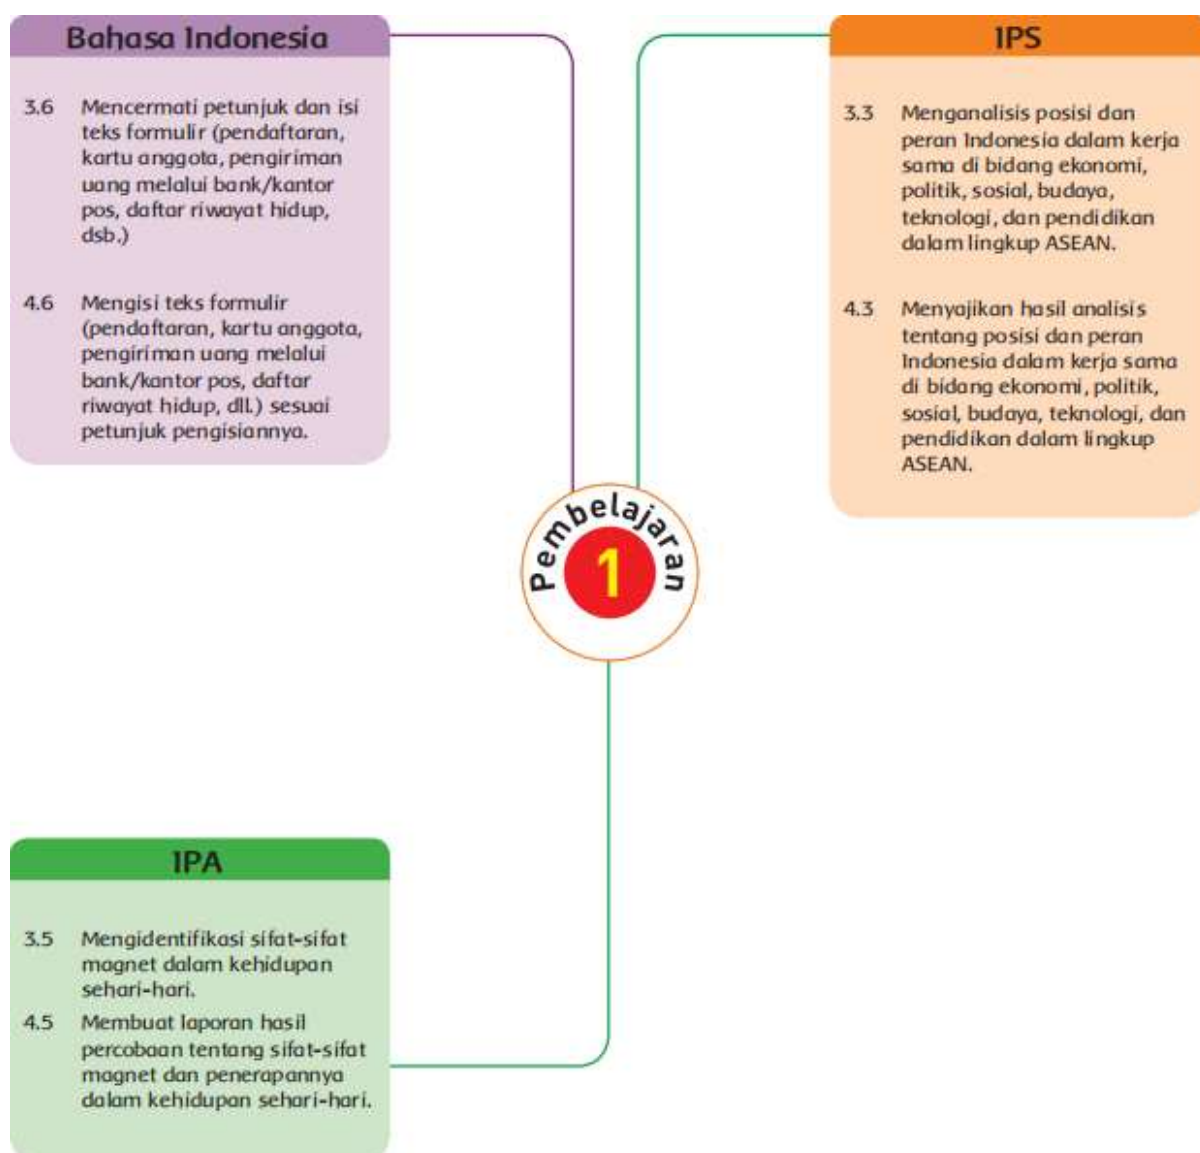 Bahasa Indonesia
3.6 Mencermati petunjuk dan isi
teks formulir (pendaftaran,
kartu anggota, pengiriman
uang melalui bank/kantor
pos, daftar riwayat hidup,
dsb.)
4.6 Mengisi teks formulir
(pendaftaran, kartu anggota,
pengiriman uang melalui
bank/kantor pos, daftar
riwayat hidup, dll.) sesuai
petunjuk pengisiannya.
IPS
3.3 Menganalisis posisi dan
peran Indonesia dalam kerja
sama di bidang ekonomi,
politik, sosial, budaya,
teknologi, dan pendidikan
dalam lingkup ASEAN.
4.3 Menyajikan hasil analisis
tentang posisi dan peran
Indonesia dalam kerja sama
di bidang ekonomi, politik,
sosial, budaya, teknologi, dan
pendidikan dalam lingkup
ASEAN.
Pembelajaran
1
IPA
3.5 Mengidentifikasi sifat-sifat
magnet dalam kehidupan
sehari-hari.
4.5 Membuat laporan hasil
percobaan tentang sifat-sifat
magnet dan penerapannya
dalam kehidupan sehari-hari.